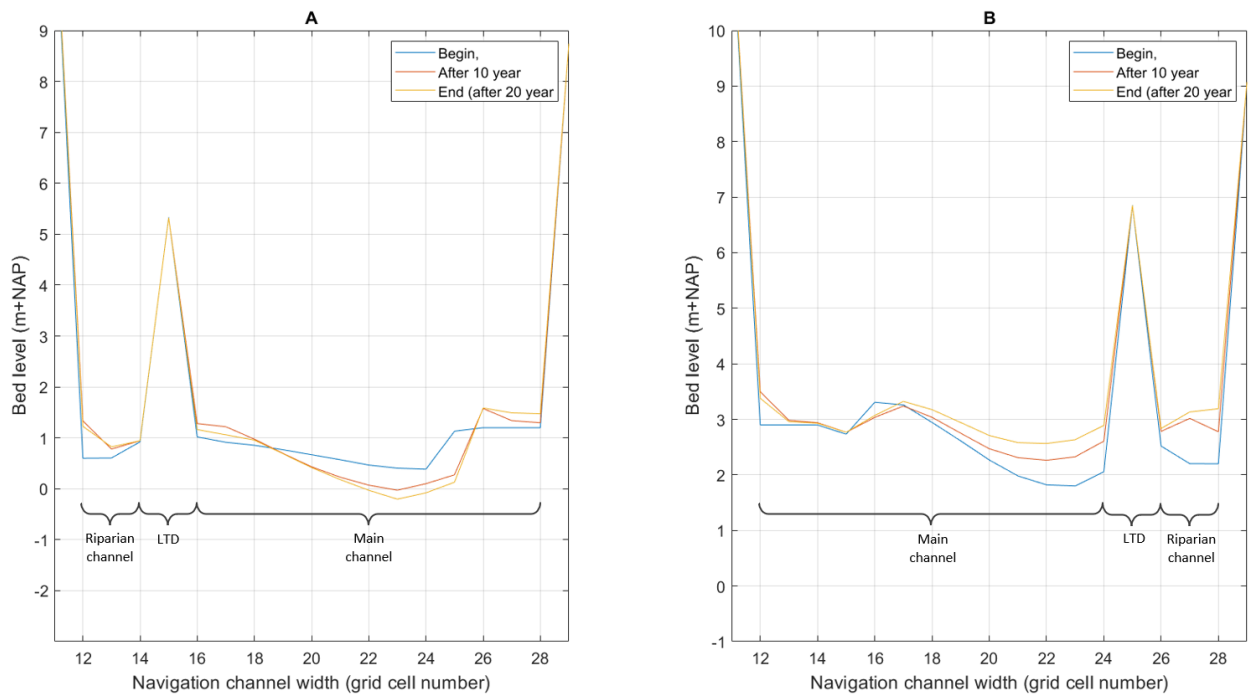 A
Bed level (m+NAP)
9
8
7
6
5
4
3
2
1
0
-1
-2
Begin,
After 10 year
End (after 20 year
Riparian
channel
LTD
Main
channel
12 14 16 18 20 22 24 26 28
Navigation channel width (grid cell number)
B
Bed level (m+NAP)
10
9
8
7
6
5
4
3
2
1
0
-1
Begin,
After 10 year
End (after 20 year
Main
channel
LTD
Riparian
channel
12 14 16 18 20 22 24 26 28
Navigation channel width (grid cell number)